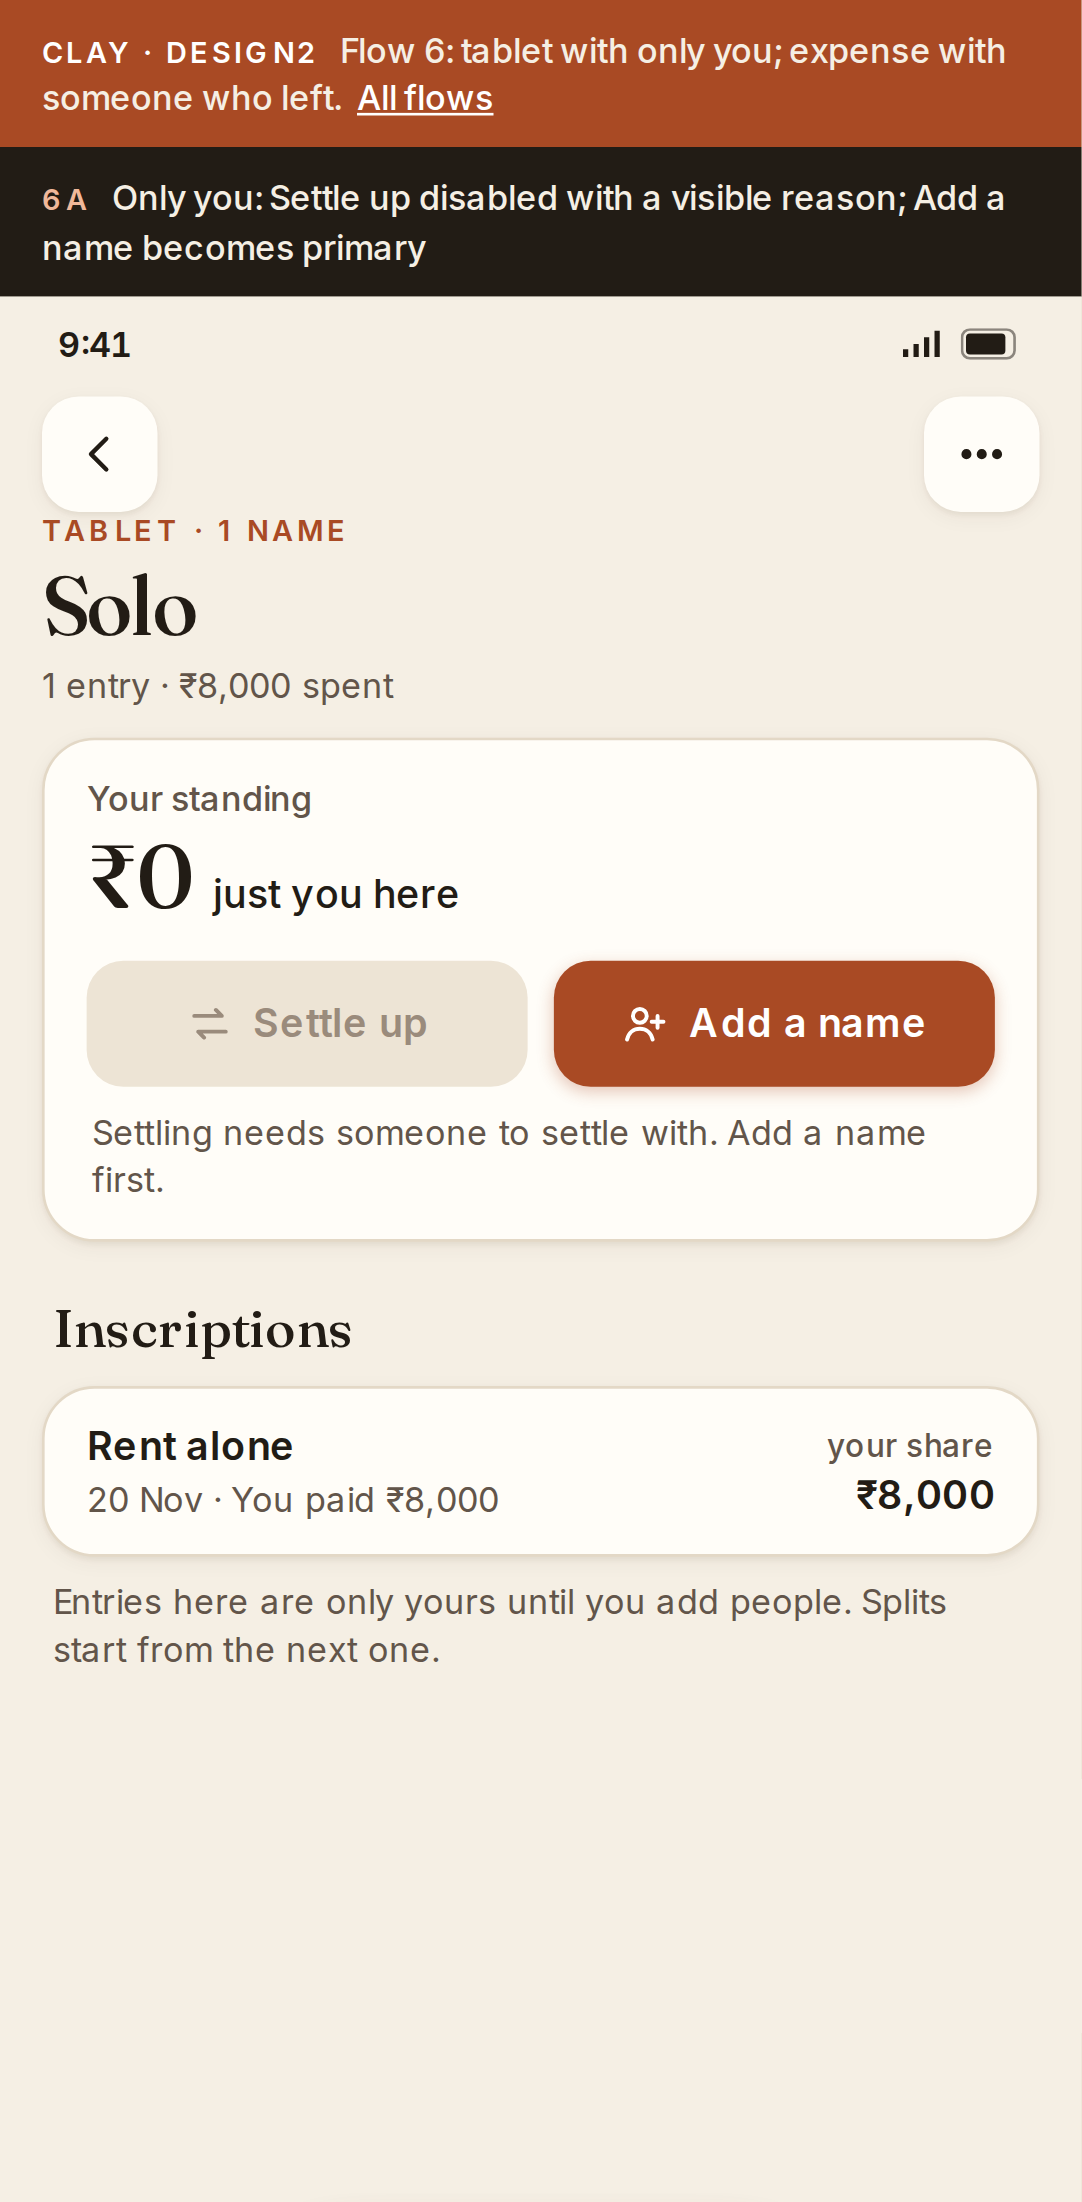 CLAY · DESIGN2 Flow 6: tablet with only you; expense with
someone who left. All flows
6A Only you: Settle up disabled with a visible reason; Add a
name becomes primary
9:41
TABLET · 1 NAME
Solo
1 entry · ₹8,000 spent
Your standing
₹0 just you here
Settle up
Add a name
Settling needs someone to settle with. Add a name
first.
Inscriptions
Rent alone
your share
20 Nov · You paid ₹8,000
₹8,000
Entries here are only yours until you add people. Splits
start from the next one.